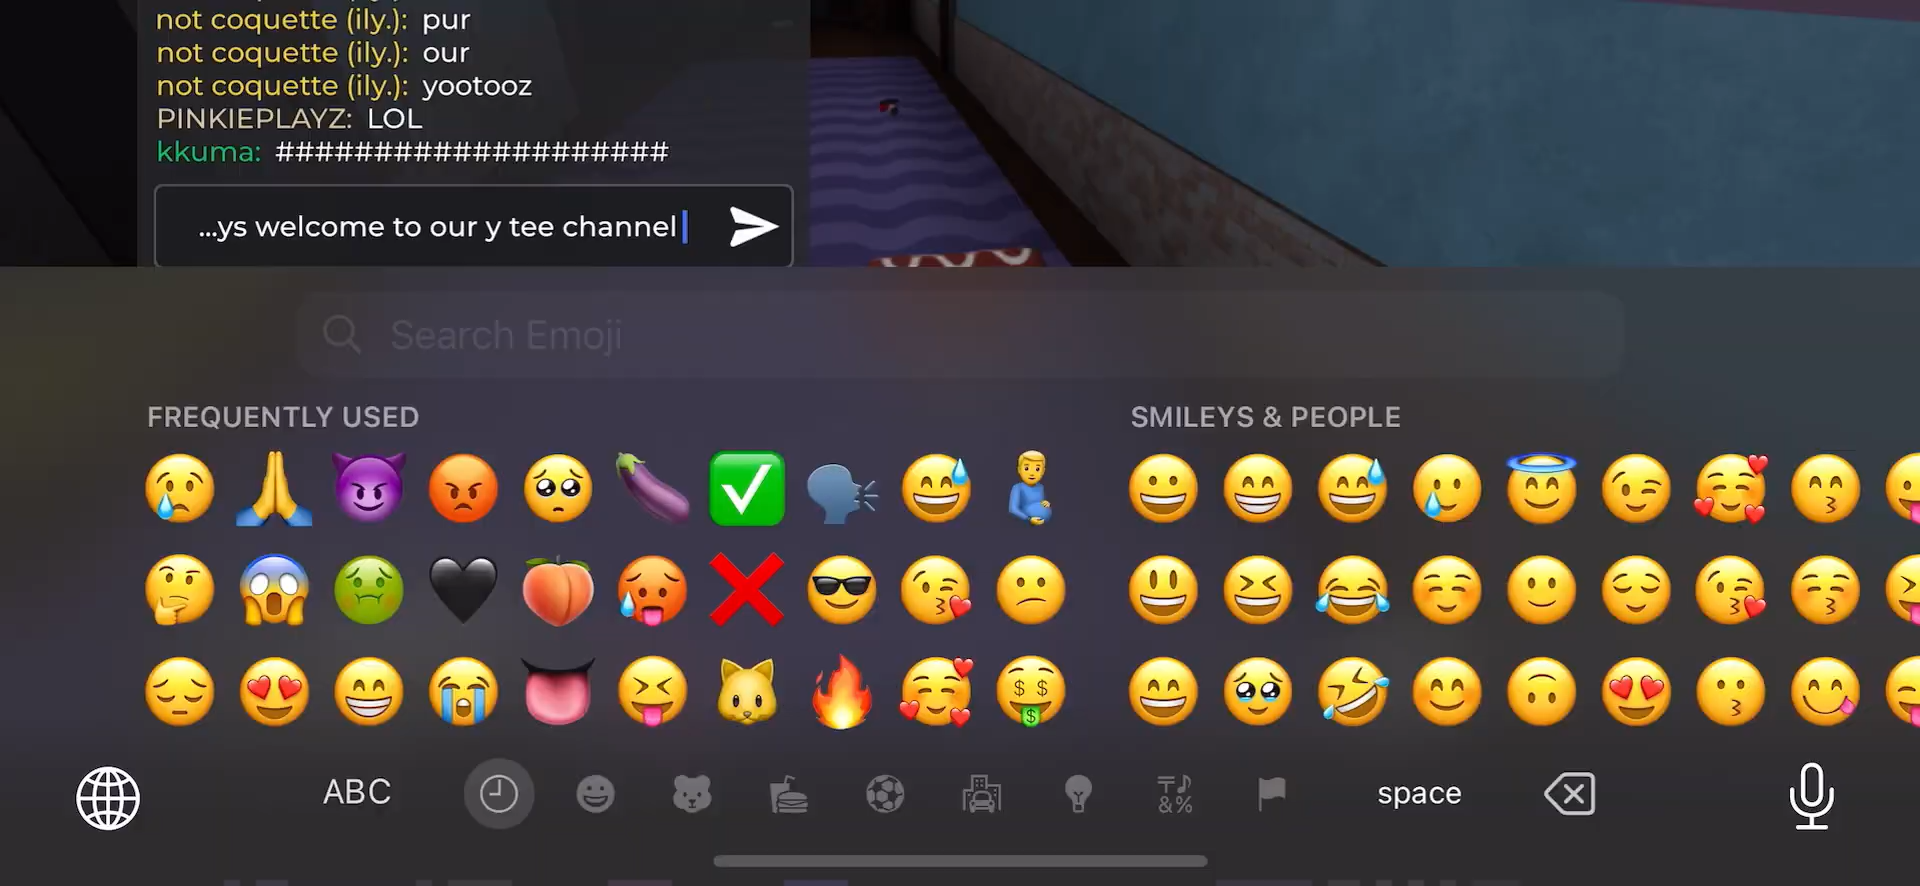 not coquette (ily.): pur
not coquette (ily.): our
not coquette (ily.): yootooz
PINKIEPLAYZ: LOL
kkuma: ####################
...ys welcome to our y tee channel
Search Emoji
FREQUENTLY USED
SMILEYS & PEOPLE
ABC
space